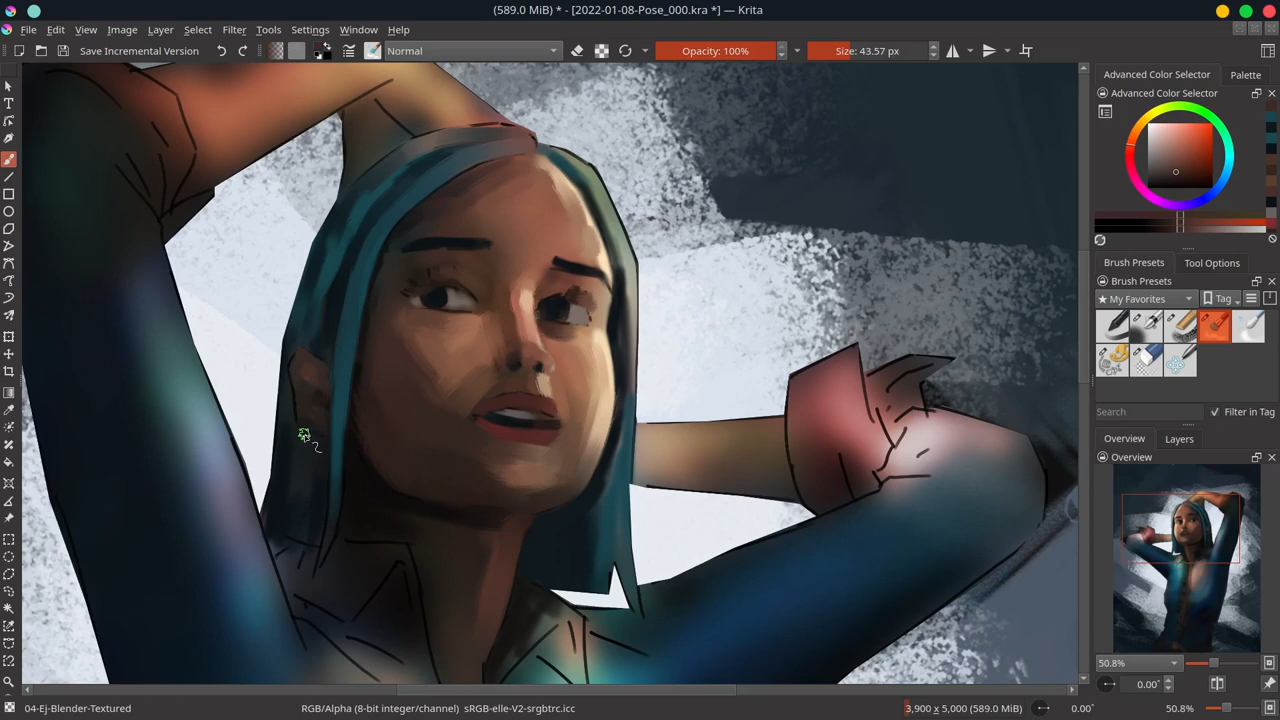 (589.0 MiB) * - [2022-01-08-Pose_000.kra *] — Krita
File Edit View Image Layer Select Filter Tools Settings Window Help
Save Incremental Version Normal Opacity: 100% Size: 43.57 px
Advanced Color Selector Palette
Advanced Color Selector
Brush Presets Tool Options
Brush Presets
★ My Favorites Tag
Search Filter in Tag
Overview Layers
Overview
50.8%
0.00°
04-Ej-Blender-Textured RGB/Alpha (8-bit integer/channel) sRGB-elle-V2-srgbtrc.icc 3,900 x 5,000 (589.0 MiB) 0.00° 50.8%